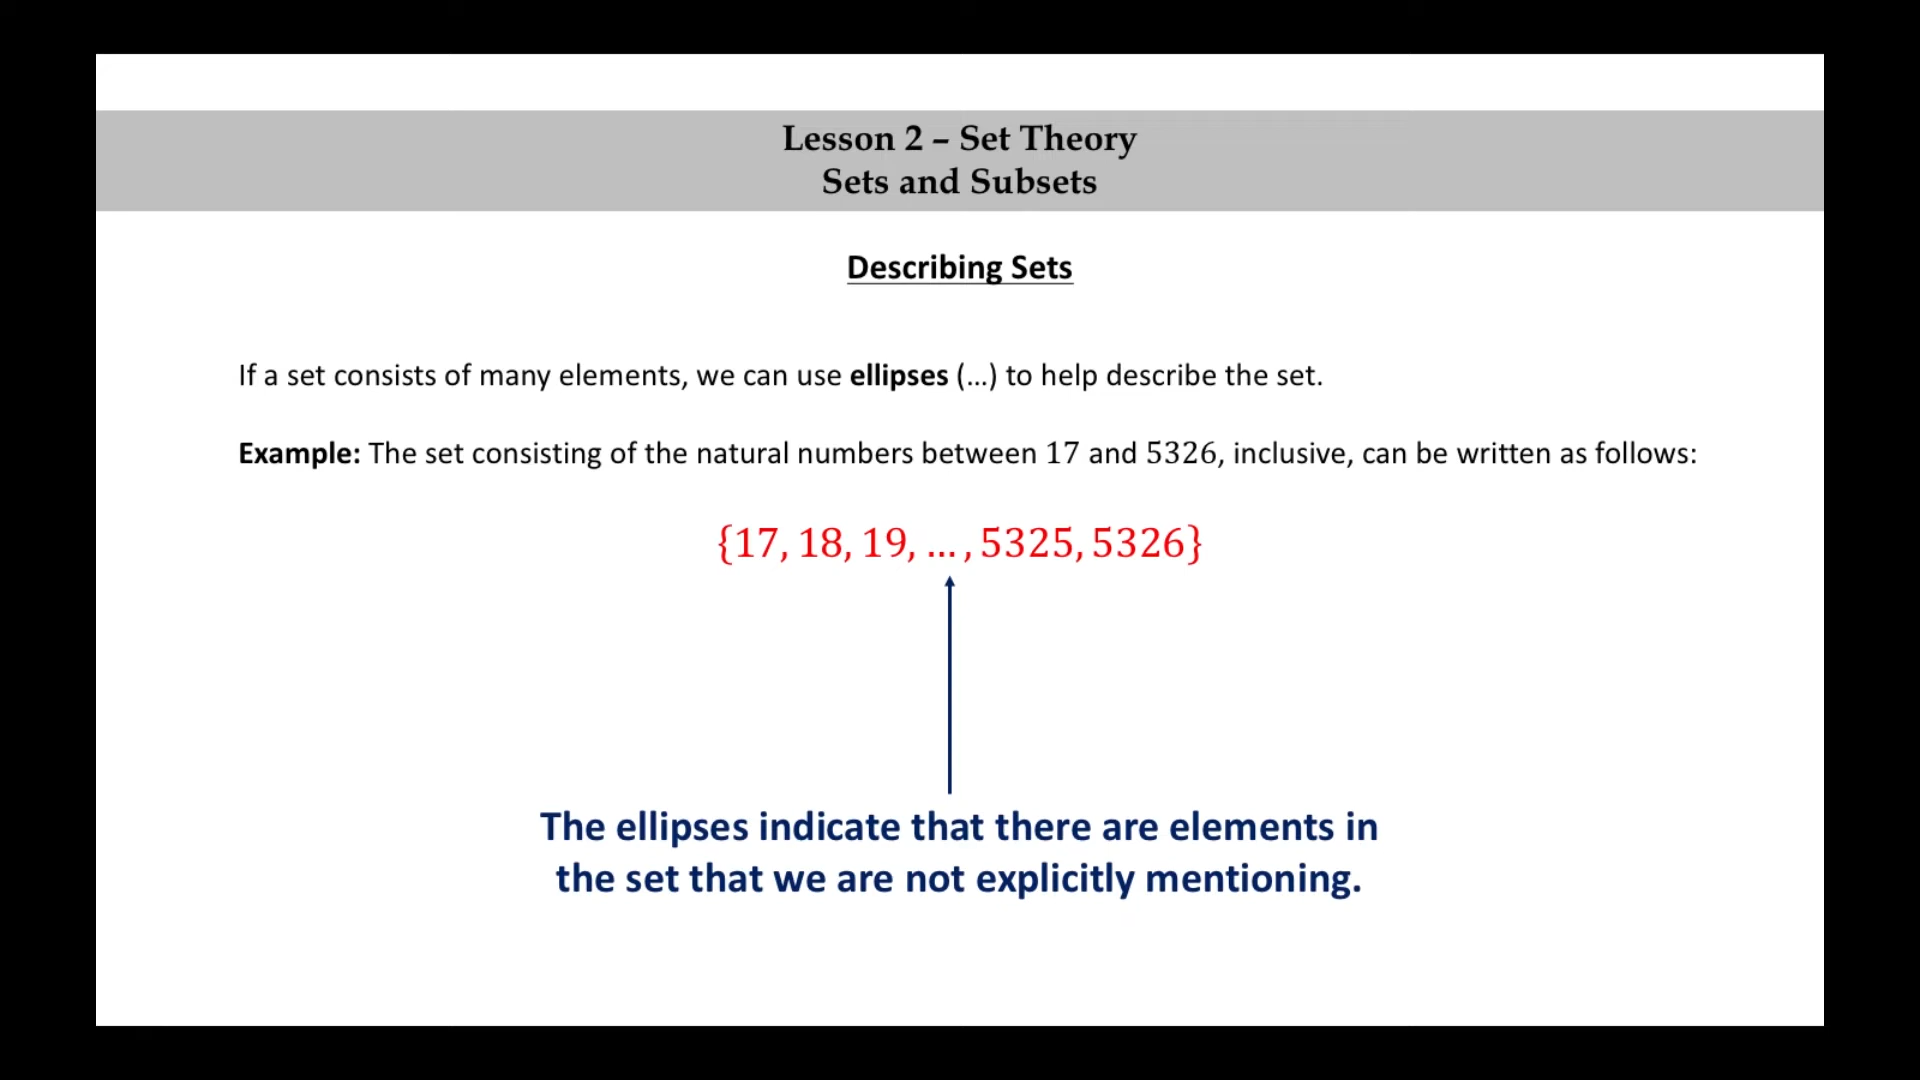 Lesson 2 – Set Theory
Sets and Subsets
Describing Sets
If a set consists of many elements, we can use ellipses (…) to help describe the set.
Example: The set consisting of the natural numbers between 17 and 5326, inclusive, can be written as follows:
{17, 18, 19, … , 5325, 5326}
The ellipses indicate that there are elements in
the set that we are not explicitly mentioning.